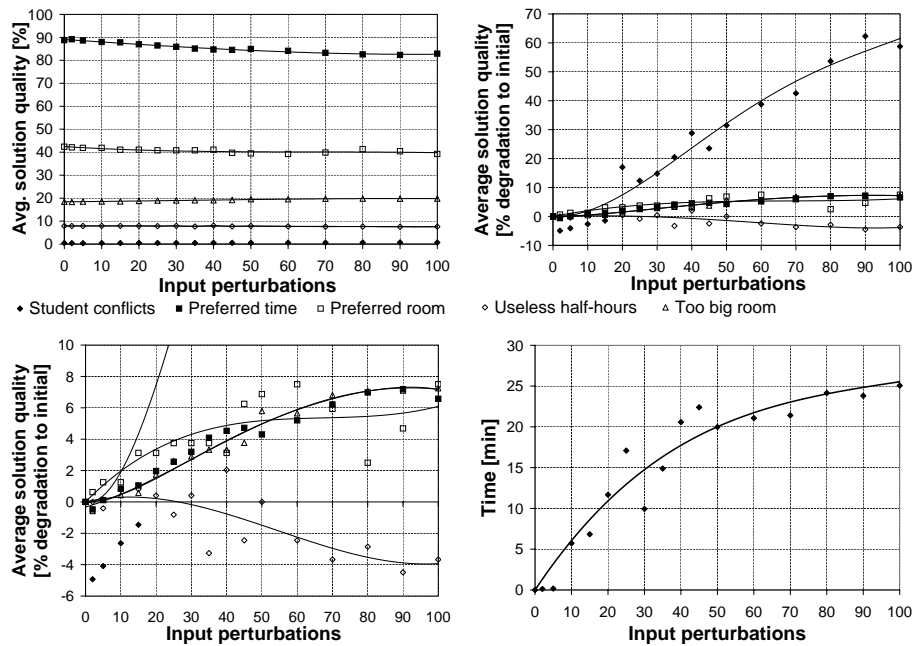 Avg. solution quality [%]
100
90
80
70
60
50
40
30
20
10
0
0 10 20 30 40 50 60 70 80 90 100
Input perturbations
Average solution quality
[% degradation to initial]
70
60
50
40
30
20
10
0
-10
0 10 20 30 40 50 60 70 80 90 100
Input perturbations
Student conflicts Preferred time Preferred room Useless half-hours Too big room
Average solution quality
[% degradation to initial]
10
8
6
4
2
0
-2
-4
-6
0 10 20 30 40 50 60 70 80 90 100
Input perturbations
Time [min]
30
25
20
15
10
5
0
0 10 20 30 40 50 60 70 80 90 100
Input perturbations